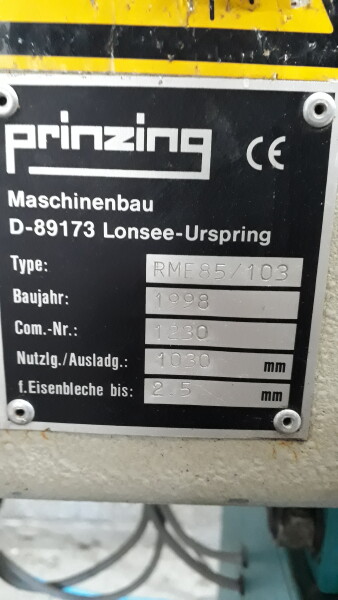 prinzing CE
Maschinenbau
D-89173 Lonsee-Urspring
Type: RME85/103
Baujahr: 1998
Com.-Nr.: 1230
Nutzlg./Ausladg.: 1030 mm
f.Eisenbleche bis: 2.5 mm